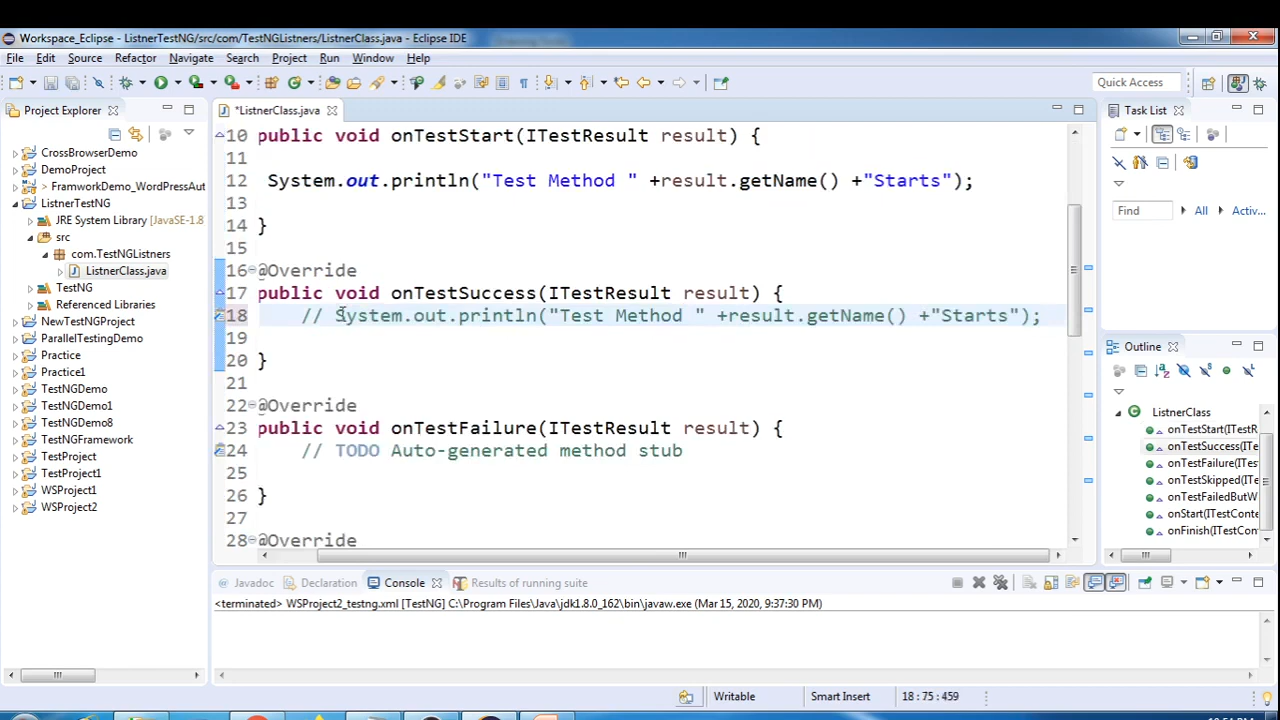 Workspace_Eclipse - ListnerTestNG/src/com/TestNGListners/ListnerClass.java - Eclipse IDE
File Edit Source Refactor Navigate Search Project Run Window Help
Quick Access
Project Explorer
CrossBrowserDemo
DemoProject
> FramworkDemo_WordPressAut
ListnerTestNG
JRE System Library [JavaSE-1.8
src
com.TestNGListners
ListnerClass.java
TestNG
Referenced Libraries
NewTestNGProject
ParallelTestingDemo
Practice
Practice1
TestNGDemo
TestNGDemo1
TestNGDemo8
TestNGFramework
TestProject
TestProject1
WSProject1
WSProject2
*ListnerClass.java
10 public void onTestStart(ITestResult result) {
11
12 System.out.println("Test Method " +result.getName() +"Starts");
13
14 }
15
16 @Override
17 public void onTestSuccess(ITestResult result) {
18 // System.out.println("Test Method " +result.getName() +"Starts");
19
20 }
21
22 @Override
23 public void onTestFailure(ITestResult result) {
24 // TODO Auto-generated method stub
25
26 }
27
28 @Override
Task List
Find All Activ...
Outline
ListnerClass
onTestStart(ITestR
onTestSuccess(ITe
onTestFailure(ITes
onTestSkipped(ITe
onTestFailedButW
onStart(ITestConte
onFinish(ITestCont
Javadoc Declaration Console Results of running suite
<terminated> WSProject2_testng.xml [TestNG] C:\Program Files\Java\jdk1.8.0_162\bin\javaw.exe (Mar 15, 2020, 9:37:30 PM)
Writable Smart Insert 18 : 75 : 459